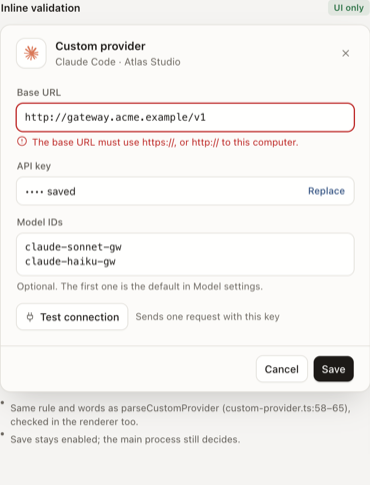 Inline validation
UI only
Custom provider
Claude Code · Atlas Studio
Base URL
http://gateway.acme.example/v1
The base URL must use https://, or http:// to this computer.
API key
•••• saved
Replace
Model IDs
claude-sonnet-gw
claude-haiku-gw
Optional. The first one is the default in Model settings.
Test connection
Sends one request with this key
Cancel
Save
• Same rule and words as parseCustomProvider (custom-provider.ts:58–65),
checked in the renderer too.
• Save stays enabled; the main process still decides.